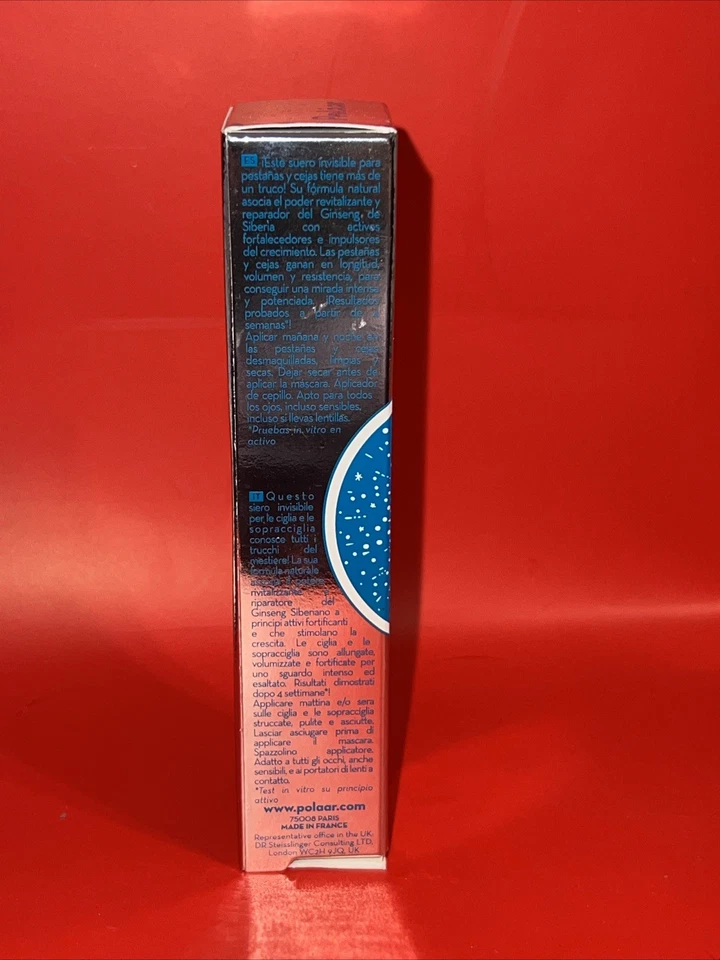 Polaar
ES ¡Este suero invisible para
pestañas y cejas tiene más de
un truco! Su fórmula natural
asocia el poder revitalizante y
reparador del Ginseng de
Siberia con activos
fortalecedores e impulsores
del crecimiento. Las pestañas
y cejas ganan en longitud,
volumen y resistencia, para
conseguir una mirada intensa
y potenciada. ¡Resultados
probados a partir de
semanas*!
Aplicar mañana y noche en
las pestañas y cejas
desmaquilladas, limpias y
secas. Dejar secar antes de
aplicar la máscara. Aplicador
de cepillo. Apto para todos
los ojos, incluso sensibles,
incluso si llevas lentillas.
*Pruebas in vitro en
activo
IT Questo
siero invisibile
per le ciglia e le
sopracciglia
conosce tutti i
trucchi del
mestiere! La sua
formula naturale
il potere
rivitalizzante e
riparatore del
Ginseng Siberiano a
principi attivi fortificanti
e che stimolano la
crescita. Le ciglia e le
sopracciglia sono allungate,
volumizzate e fortificate per
uno sguardo intenso ed
esaltato. Risultati dimostrati
dopo 4 settimane*!
Applicare mattina e/o sera
sulle ciglia e le sopracciglia
struccate, pulite e asciutte.
Lasciar asciugare prima di
applicare il mascara.
Spazzolino applicatore.
Adatto a tutti gli occhi, anche
sensibili, e ai portatori di lenti a
contatto.
*Test in vitro su principio
attivo
www.polaar.com
75008 PARIS
MADE IN FRANCE
Representative office in the UK:
DR Steisslinger Consulting LTD,
London WC2H 9JQ, UK